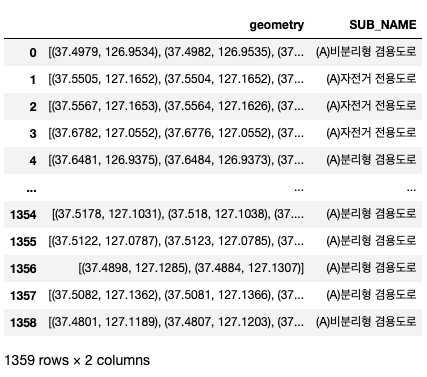 geometry SUB_NAME
0 [(37.4979, 126.9534), (37.4982, 126.9535), (37... (A)비분리형 겸용도로
1 [(37.5505, 127.1652), (37.5504, 127.1652), (37... (A)자전거 전용도로
2 [(37.5567, 127.1653), (37.5564, 127.1626), (37... (A)자전거 전용도로
3 [(37.6782, 127.0552), (37.6776, 127.0552), (37... (A)자전거 전용도로
4 [(37.6481, 126.9375), (37.6484, 126.9373), (37... (A)분리형 겸용도로
... ... ...
1354 [(37.5178, 127.1031), (37.518, 127.1038), (37.... (A)분리형 겸용도로
1355 [(37.5122, 127.0787), (37.5123, 127.0785), (37... (A)분리형 겸용도로
1356 [(37.4898, 127.1285), (37.4884, 127.1307)] (A)분리형 겸용도로
1357 [(37.5082, 127.1362), (37.5081, 127.1366), (37... (A)분리형 겸용도로
1358 [(37.4801, 127.1189), (37.4807, 127.1203), (37... (A)비분리형 겸용도로
1359 rows × 2 columns